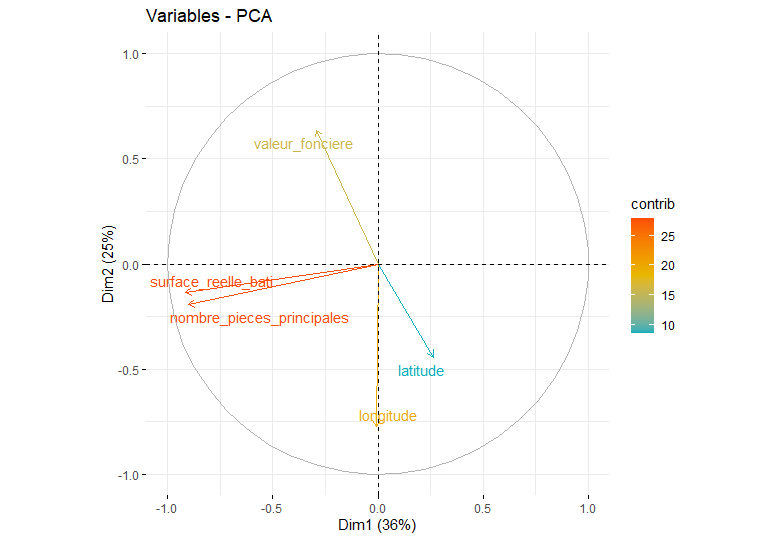 Variables - PCA
1.0
0.5
0.0
-0.5
-1.0
Dim2 (25%)
valeur_fonciere
surface_reelle_bati
nombre_pieces_principales
latitude
longitude
-1.0
-0.5
0.0
0.5
1.0
Dim1 (36%)
contrib
25
20
15
10